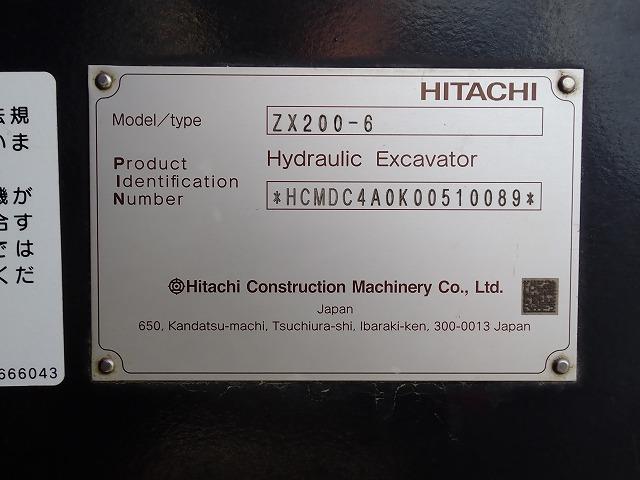 HITACHI
Model/type ZX200-6
Hydraulic Excavator
Product
Identification
Number *HCMDC4A0K00510089*
Hitachi Construction Machinery Co., Ltd.
Japan
650, Kandatsu-machi, Tsuchiura-shi, Ibaraki-ken, 300-0013 Japan
法規
いま
機が
合す
では
くだ
666043